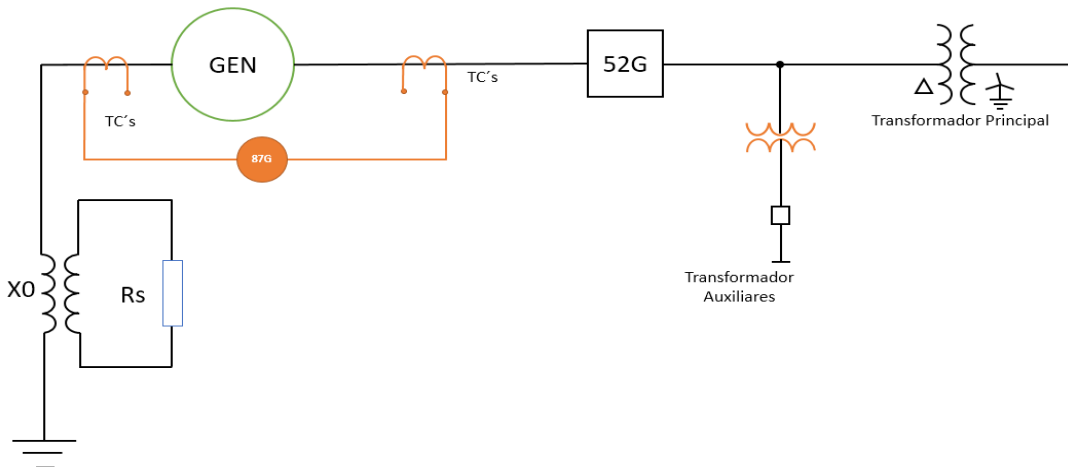 GEN
52G
TC´s
TC´s
87G
△
Transformador Principal
X0
Rs
Transformador
Auxiliares